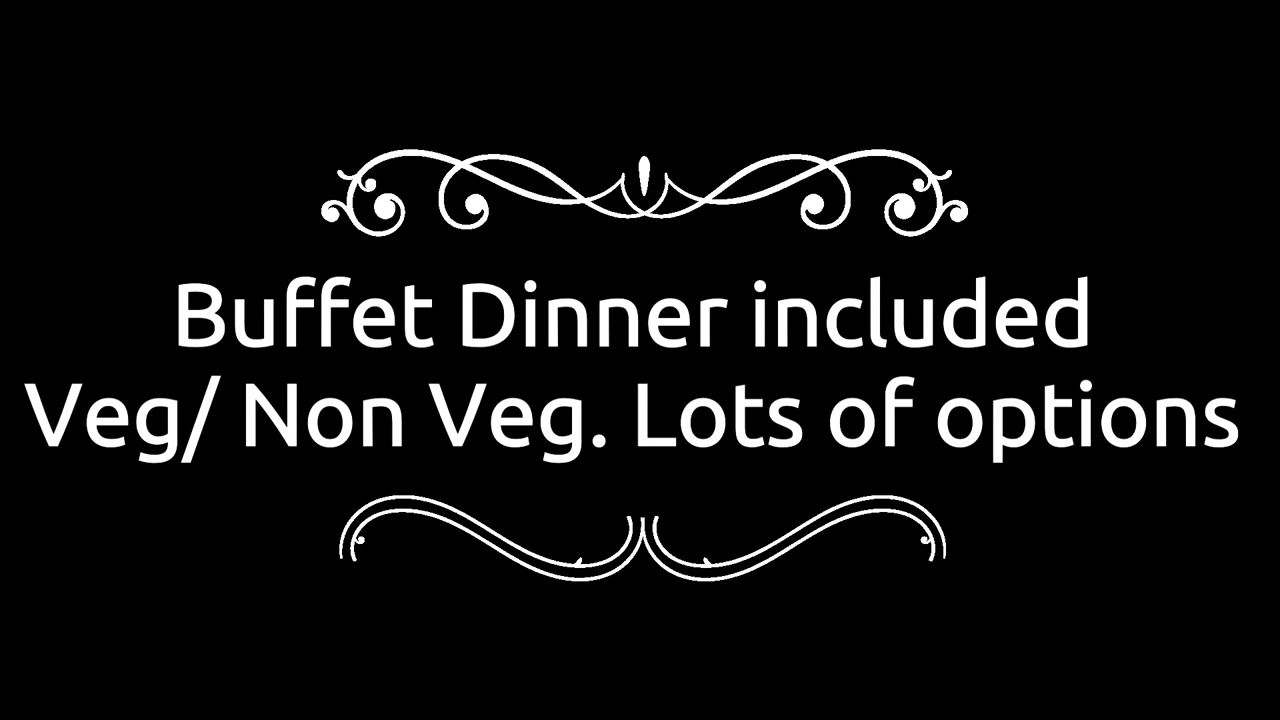 Buffet Dinner included
Veg/ Non Veg. Lots of options